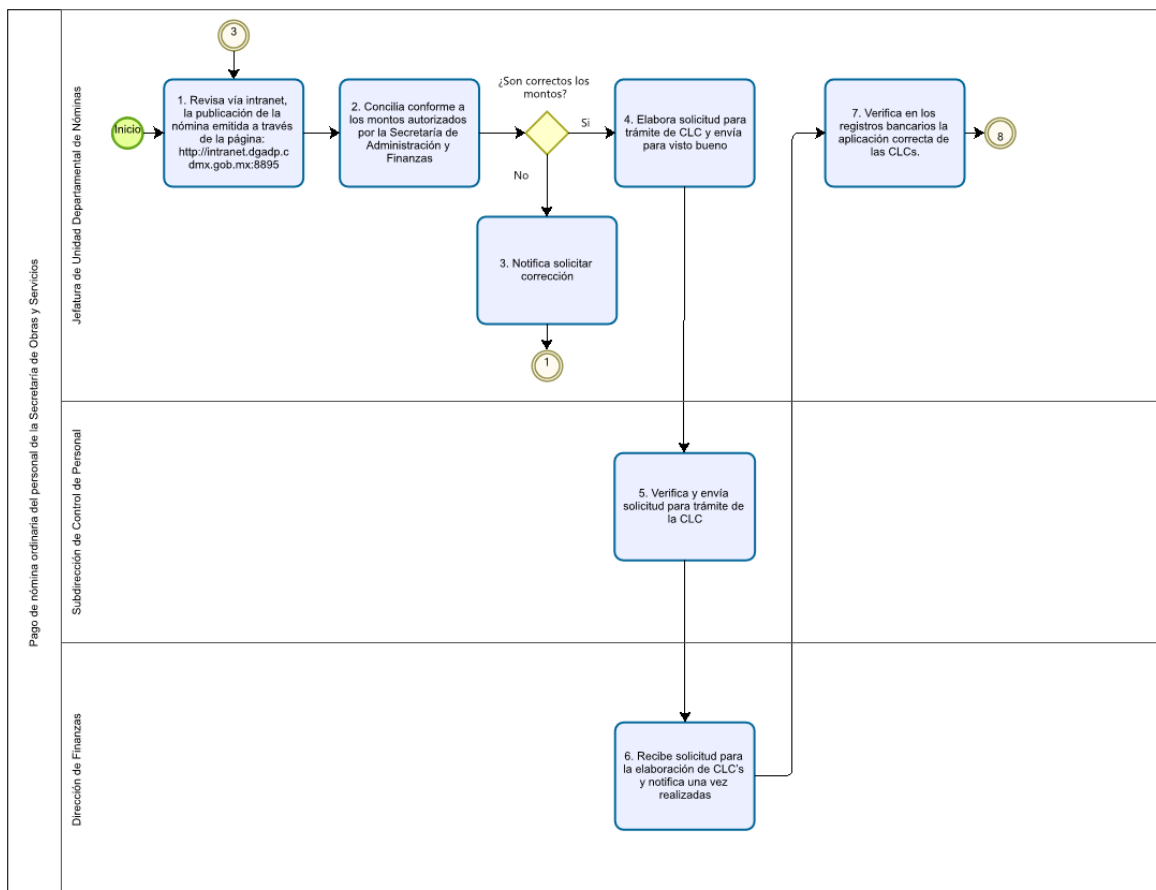 Pago de nómina ordinaria del personal de la Secretaría de Obras y Servicios
Jefatura de Unidad Departamental de Nóminas
3
Inicio
1. Revisa vía intranet,
la publicación de la
nómina emitida a través
de la página:
http://intranet.dgadp.c
dmx.gob.mx:8895
2. Concilia conforme a
los montos autorizados
por la Secretaría de
Administración y
Finanzas
¿Son correctos los
montos?
Si
No
3. Notifica solicitar
corrección
1
4. Elabora solicitud para
trámite de CLC y envía
para visto bueno
7. Verifica en los
registros bancarios la
aplicación correcta de
las CLCs.
8
Subdirección de Control de Personal
5. Verifica y envía
solicitud para trámite de
la CLC
Dirección de Finanzas
6. Recibe solicitud para
la elaboración de CLC's
y notifica una vez
realizadas